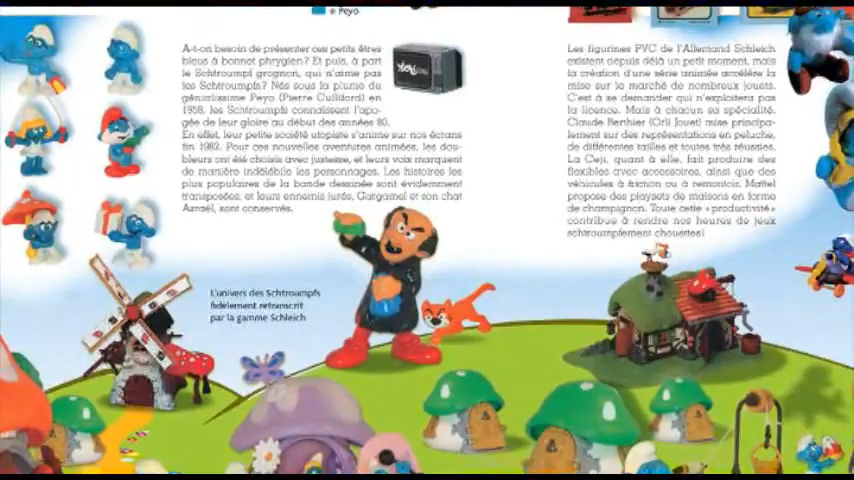 e Peyo
A-t-on besoin de présenter ces petits êtres
bleus à bonnet phrygien ? Et puis, à part
le Schtroumpf grognon, qui n'aime pas
les Schtroumpfs ? Nés sous la plume du
génialissime Peyo (Pierre Culliford) en
1958, les Schtroumpfs connaissent l'apo-
gée de leur gloire au début des années 80.
En effet, leur petite société utopiste s'anime sur nos écrans
fin 1982. Pour ces nouvelles aventures animées, les dou-
bleurs ont été choisis avec justesse, et leurs voix marquent
de manière indélébile les personnages. Les histoires les
plus populaires de la bande dessinée sont évidemment
transposées, et leurs ennemis jurés, Gargamel et son chat
Azraël, sont conservés.
Les figurines PVC de l'Allemand Schleich
existent depuis déjà un petit moment, mais
la création d'une série animée accélère la
mise sur le marché de nombreux jouets.
C'est à se demander qui n'exploitera pas
la licence. Mais à chacun sa spécialité.
Claude Berthier (Orli Jouet) mise principa-
lement sur des représentations en peluche,
de différentes tailles et toutes très réussies.
La Ceji, quant à elle, fait produire des
flexibles avec accessoires, ainsi que des
véhicules à friction ou à remontoir. Mattel
propose des playsets de maisons en forme
de champignon. Toute cette « productivité »
contribue à rendre nos heures de jeux
schtroumpfement chouettes !
L'univers des Schtroumpfs
fidèlement retranscrit
par la gamme Schleich